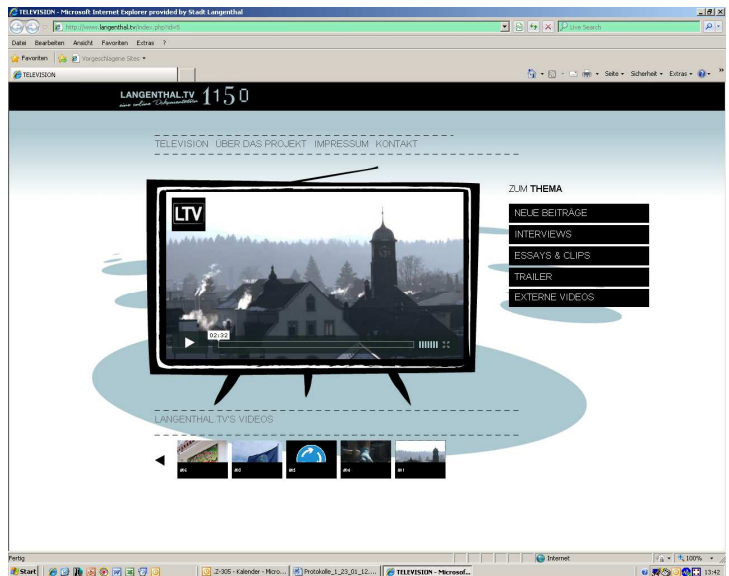 TELEVISION - Microsoft Internet Explorer provided by Stadt Langenthal
http://www.langenthal.tv/index.php?id=5
Live Search
Datei Bearbeiten Ansicht Favoriten Extras ?
Favoriten Vorgeschlagene Sites
TELEVISION
Seite Sicherheit Extras
LANGENTHAL.TV 1150
eine online Dokumentation
TELEVISION ÜBER DAS PROJEKT IMPRESSUM KONTAKT
ZUM THEMA
LTV
NEUE BEITRÄGE
INTERVIEWS
ESSAYS & CLIPS
TRAILER
EXTERNE VIDEOS
02:32
LANGENTHAL TV'S VIDEOS
Fertig
Internet
100%
Start
.Z-305 - Kalender - Micro...
Protokolle_1_23_01_12....
TELEVISION - Microsof...
13:42